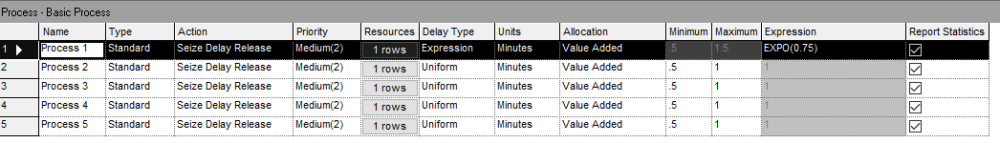 Process - Basic Process
Name Type Action Priority Resources Delay Type Units Allocation Minimum Maximum Expression Report Statistics
1 Process 1 Standard Seize Delay Release Medium(2) 1 rows Expression Minutes Value Added .5 1.5 EXPO(0.75)
2 Process 2 Standard Seize Delay Release Medium(2) 1 rows Uniform Minutes Value Added .5 1 1
3 Process 3 Standard Seize Delay Release Medium(2) 1 rows Uniform Minutes Value Added .5 1 1
4 Process 4 Standard Seize Delay Release Medium(2) 1 rows Uniform Minutes Value Added .5 1 1
5 Process 5 Standard Seize Delay Release Medium(2) 1 rows Uniform Minutes Value Added .5 1 1